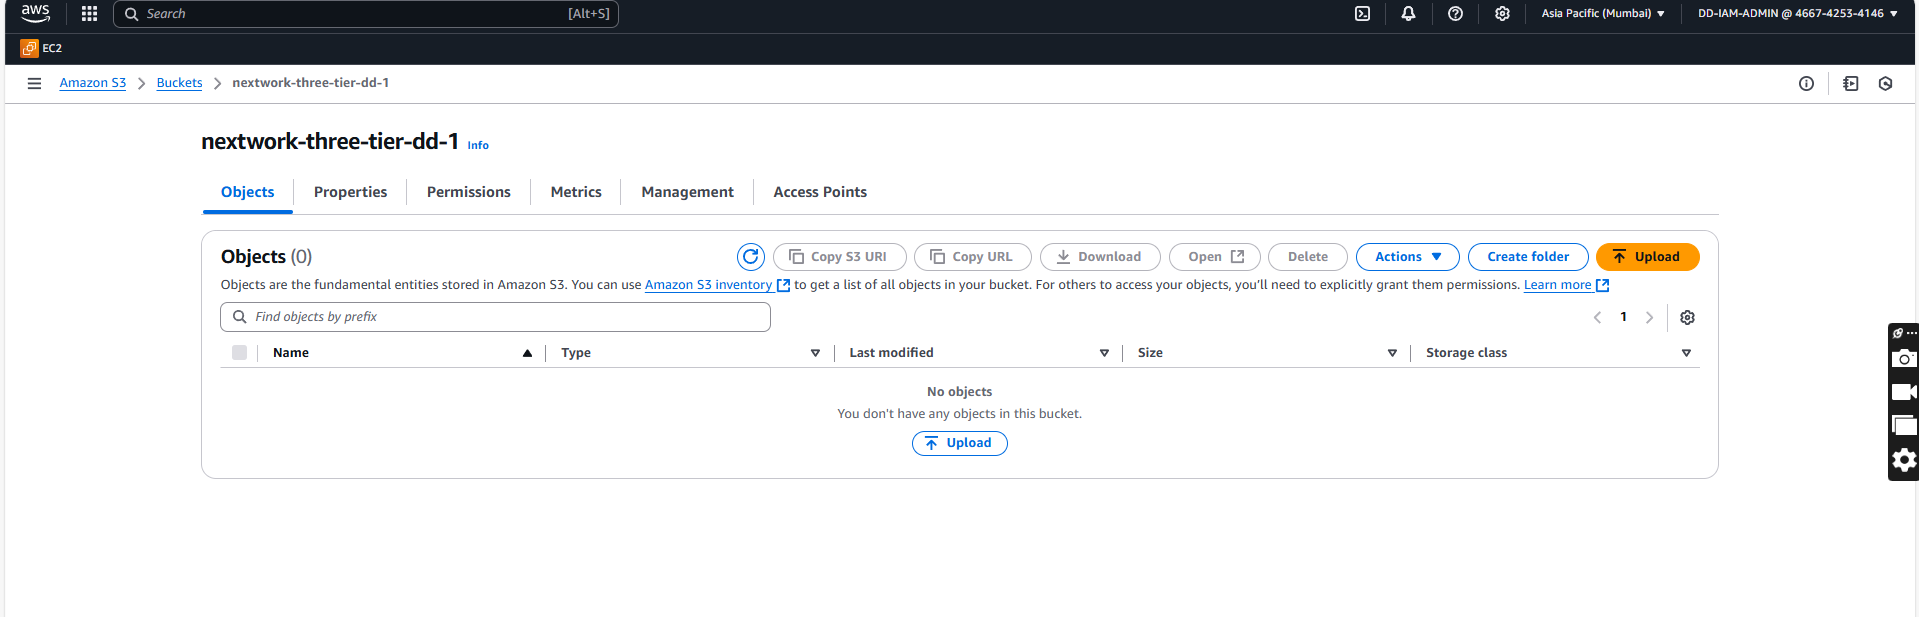 aws Search [Alt+S] Asia Pacific (Mumbai) DD-IAM-ADMIN @ 4667-4253-4146
EC2
Amazon S3 Buckets nextwork-three-tier-dd-1
nextwork-three-tier-dd-1 Info
Objects Properties Permissions Metrics Management Access Points
Objects (0) Copy S3 URI Copy URL Download Open Delete Actions Create folder Upload
Objects are the fundamental entities stored in Amazon S3. You can use Amazon S3 inventory to get a list of all objects in your bucket. For others to access your objects, you'll need to explicitly grant them permissions. Learn more
Find objects by prefix 1
Name Type Last modified Size Storage class
No objects
You don't have any objects in this bucket.
Upload